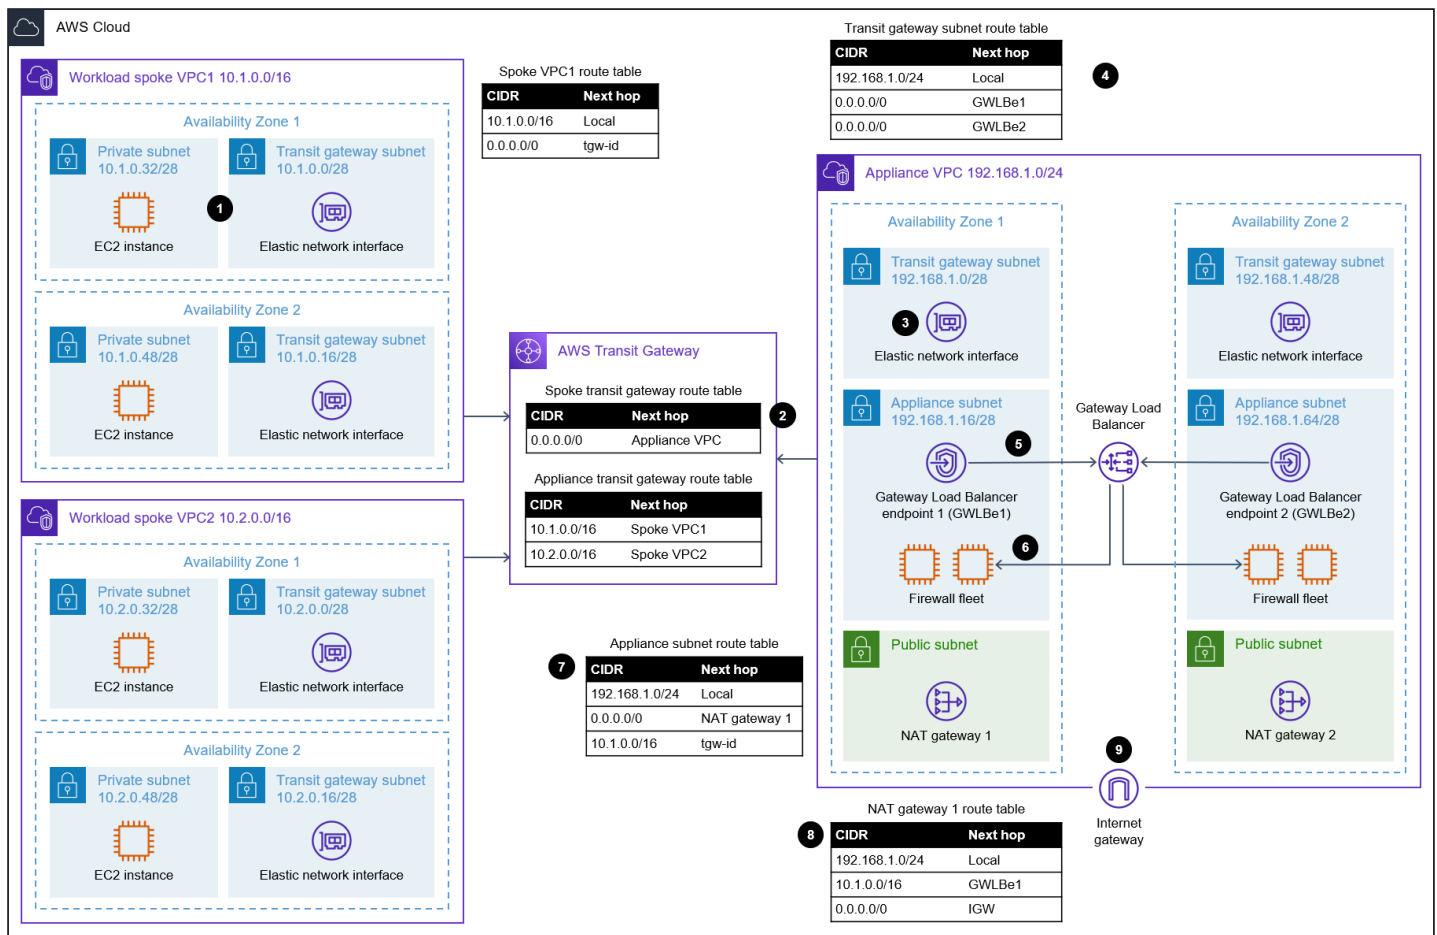 AWS Cloud
Workload spoke VPC1 10.1.0.0/16
Availability Zone 1
Private subnet
10.1.0.32/28
EC2 instance
1
Transit gateway subnet
10.1.0.0/28
Elastic network interface
Availability Zone 2
Private subnet
10.1.0.48/28
EC2 instance
Transit gateway subnet
10.1.0.16/28
Elastic network interface
Workload spoke VPC2 10.2.0.0/16
Availability Zone 1
Private subnet
10.2.0.32/28
EC2 instance
Transit gateway subnet
10.2.0.0/28
Elastic network interface
Availability Zone 2
Private subnet
10.2.0.48/28
EC2 instance
Transit gateway subnet
10.2.0.16/28
Elastic network interface
Spoke VPC1 route table
CIDR Next hop
10.1.0.0/16 Local
0.0.0.0/0 tgw-id
AWS Transit Gateway
Spoke transit gateway route table
CIDR Next hop
0.0.0.0/0 Appliance VPC
2
Appliance transit gateway route table
CIDR Next hop
10.1.0.0/16 Spoke VPC1
10.2.0.0/16 Spoke VPC2
Appliance subnet route table
7
CIDR Next hop
192.168.1.0/24 Local
0.0.0.0/0 NAT gateway 1
10.1.0.0/16 tgw-id
Transit gateway subnet route table
CIDR Next hop
192.168.1.0/24 Local
0.0.0.0/0 GWLBe1
0.0.0.0/0 GWLBe2
4
Appliance VPC 192.168.1.0/24
Availability Zone 1
Transit gateway subnet
192.168.1.0/28
3
Elastic network interface
Appliance subnet
192.168.1.16/28
5
Gateway Load Balancer
endpoint 1 (GWLBe1)
6
Firewall fleet
Public subnet
NAT gateway 1
Gateway Load
Balancer
Availability Zone 2
Transit gateway subnet
192.168.1.48/28
Elastic network interface
Appliance subnet
192.168.1.64/28
Gateway Load Balancer
endpoint 2 (GWLBe2)
Firewall fleet
Public subnet
NAT gateway 2
9
Internet
gateway
NAT gateway 1 route table
8
CIDR Next hop
192.168.1.0/24 Local
10.1.0.0/16 GWLBe1
0.0.0.0/0 IGW